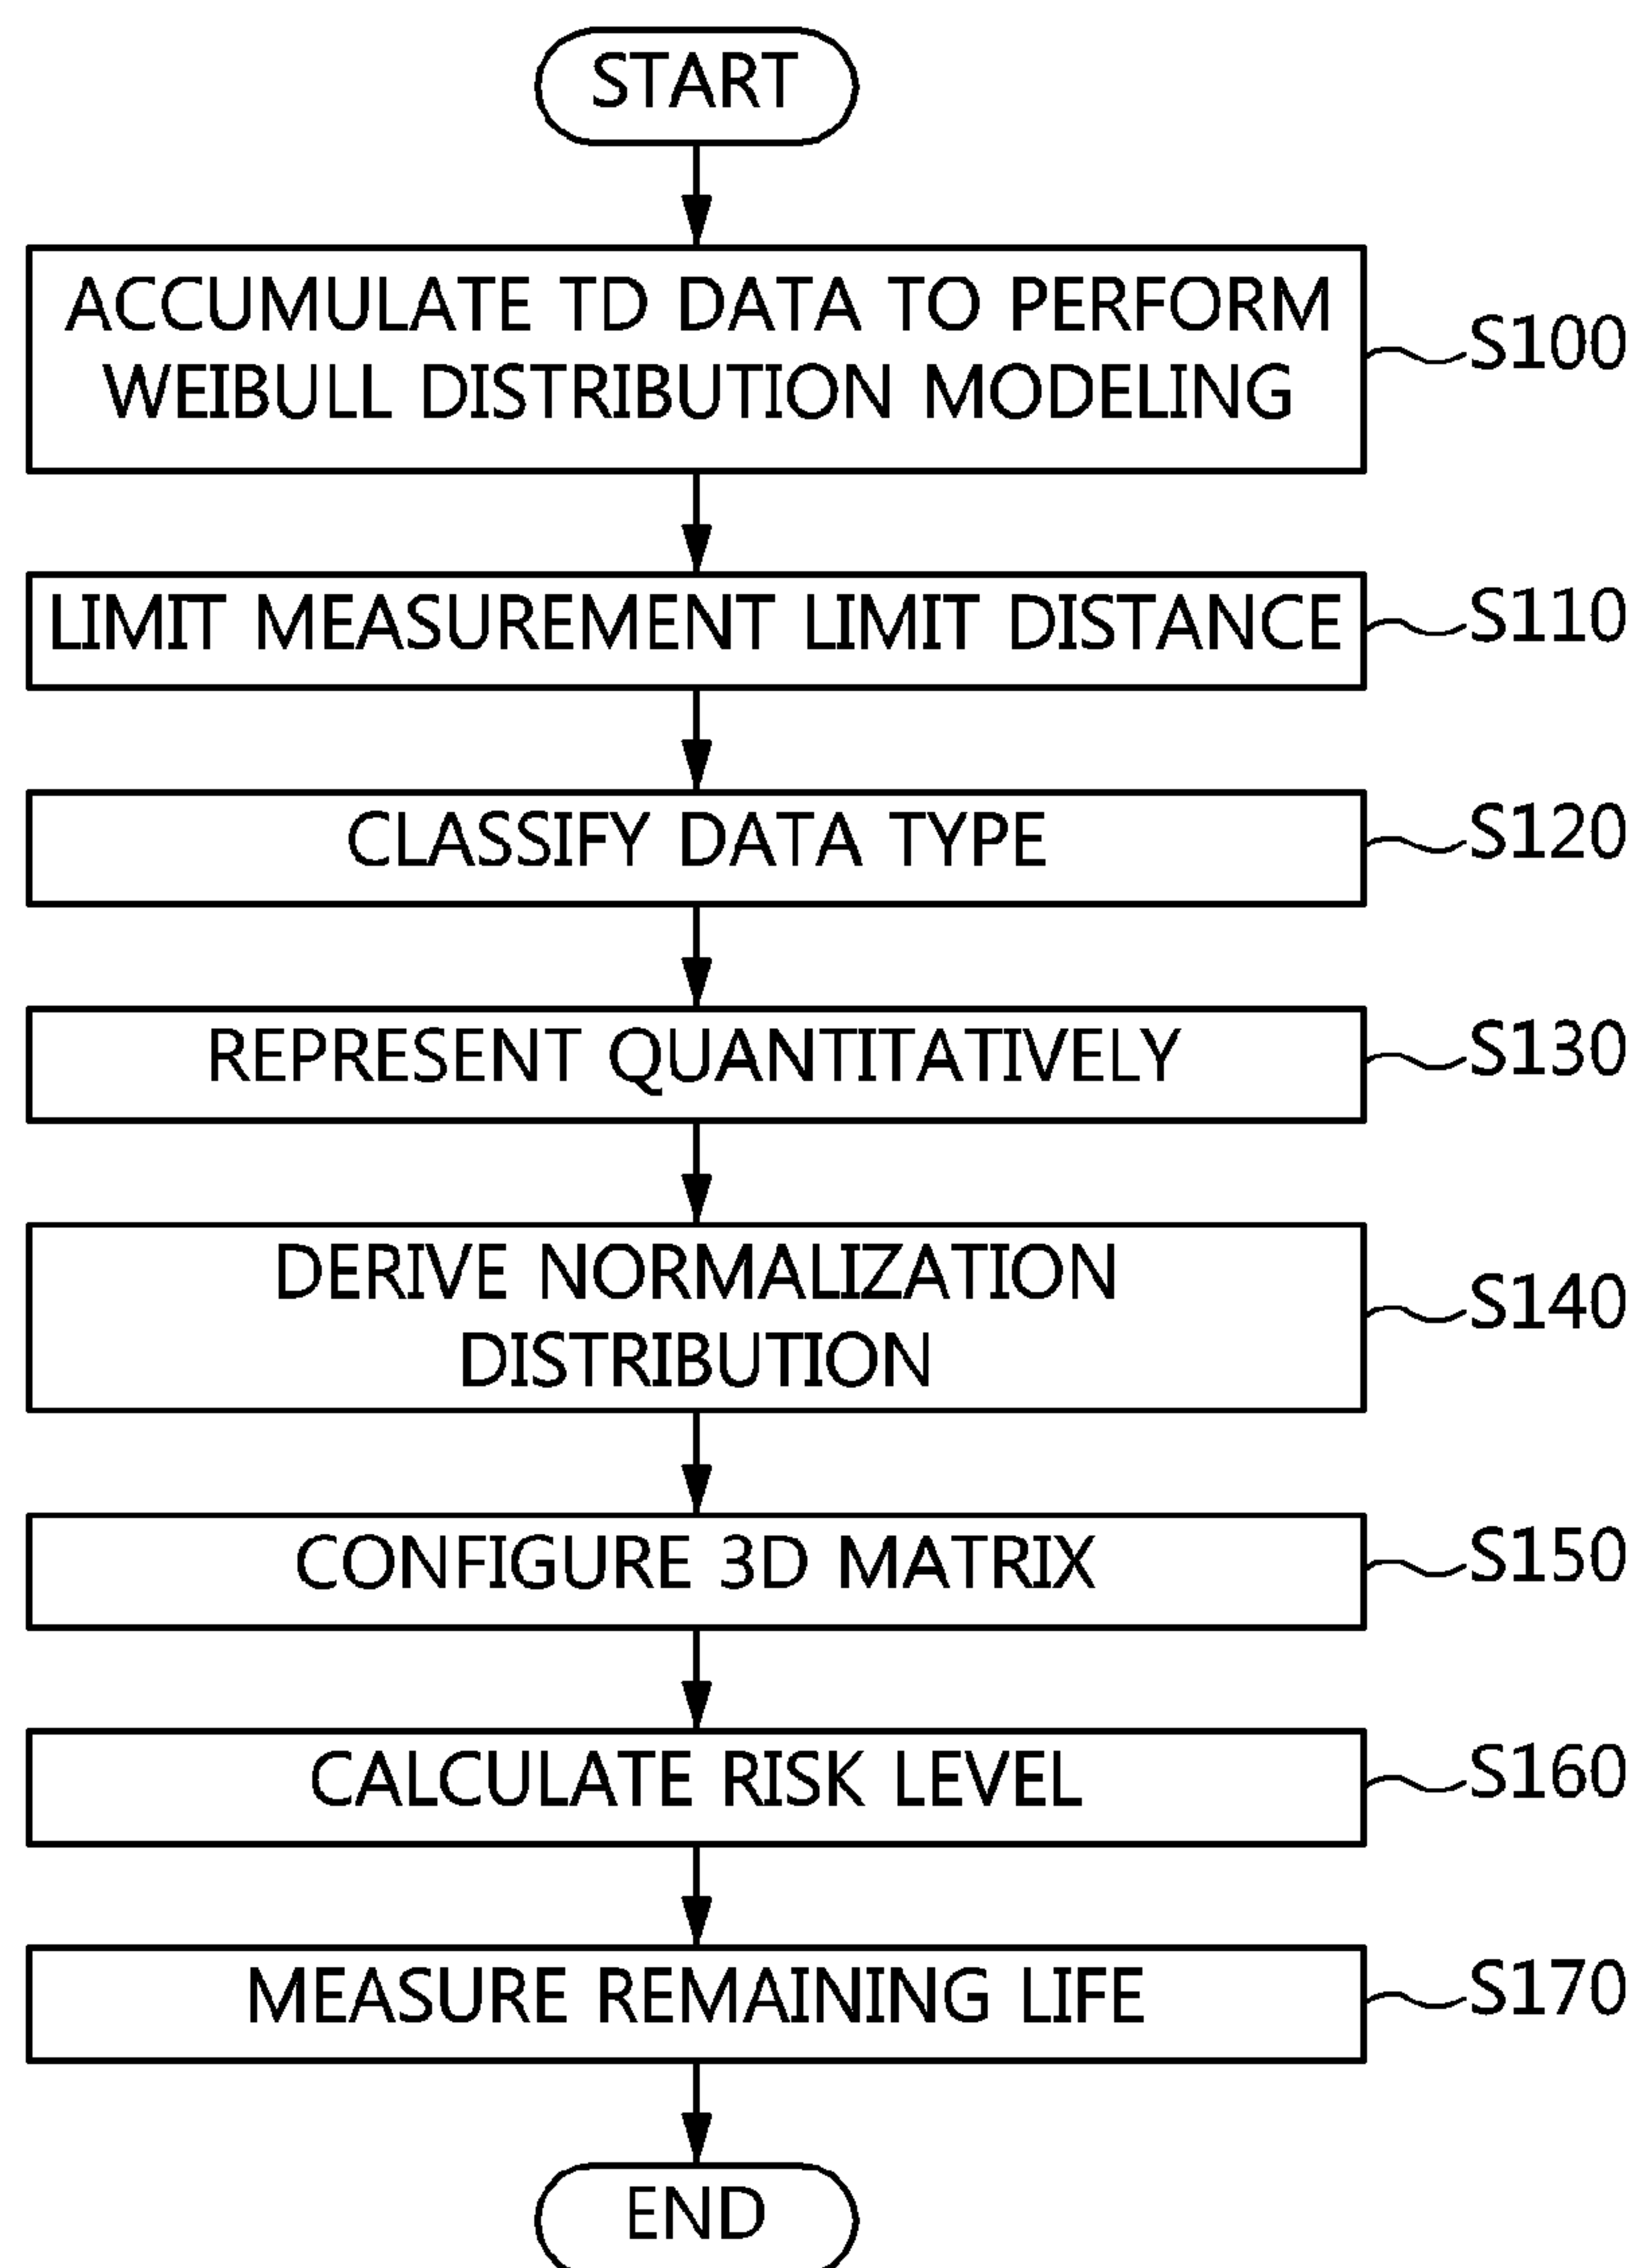 START
ACCUMULATE TD DATA TO PERFORM
WEIBULL DISTRIBUTION MODELING
S100
LIMIT MEASUREMENT LIMIT DISTANCE
S110
CLASSIFY DATA TYPE
S120
REPRESENT QUANTITATIVELY
S130
DERIVE NORMALIZATION
DISTRIBUTION
S140
CONFIGURE 3D MATRIX
S150
CALCULATE RISK LEVEL
S160
MEASURE REMAINING LIFE
S170
END